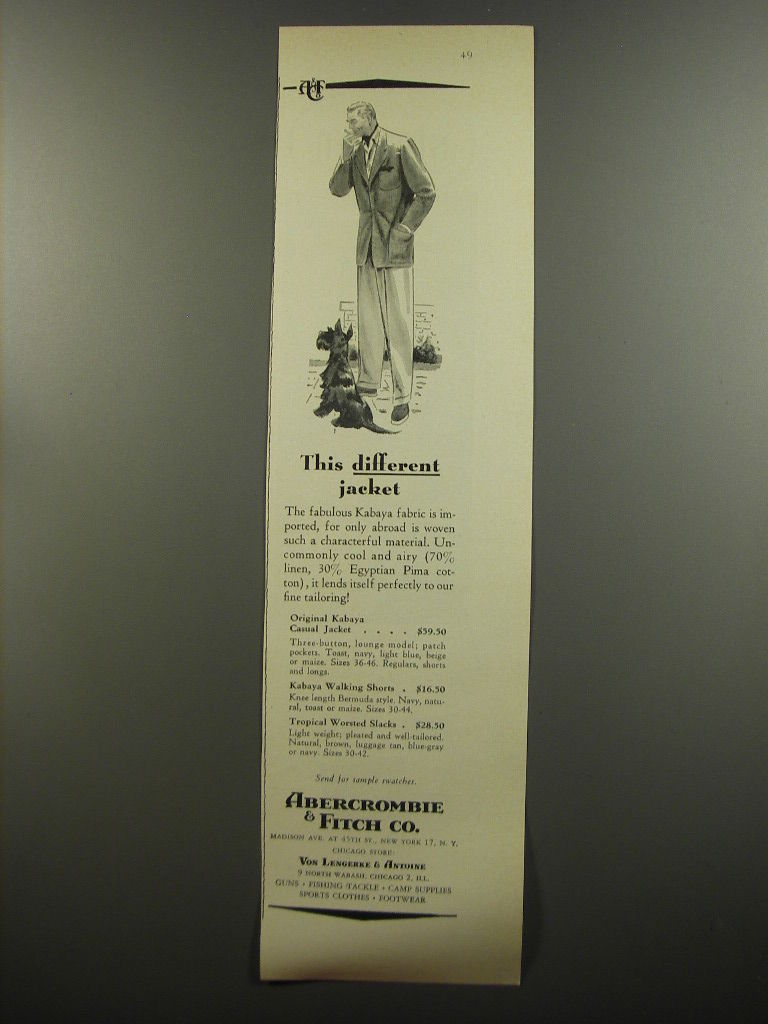 49
A&F Co
This different
jacket
The fabulous Kabaya fabric is im-
ported, for only abroad is woven
such a characterful material. Un-
commonly cool and airy (70%
linen, 30% Egyptian Pima cot-
ton), it lends itself perfectly to our
fine tailoring!
Original Kabaya
Casual Jacket . . . . $59.50
Three-button, lounge model; patch
pockets. Toast, navy, light blue, beige
or maize. Sizes 36-46. Regulars, shorts
and longs.
Kabaya Walking Shorts . $16.50
Knee length Bermuda style. Navy, natu-
ral, toast or maize. Sizes 30-44.
Tropical Worsted Slacks . $28.50
Light weight; pleated and well-tailored.
Natural, brown, luggage tan, blue-gray
or navy. Sizes 30-42.
Send for sample swatches.
ABERCROMBIE
& FITCH CO.
MADISON AVE. AT 45TH ST., NEW YORK 17, N. Y.
CHICAGO STORE:
VON LENGERKE & ANTOINE
9 NORTH WABASH, CHICAGO 2, ILL.
GUNS • FISHING TACKLE • CAMP SUPPLIES
SPORTS CLOTHES • FOOTWEAR